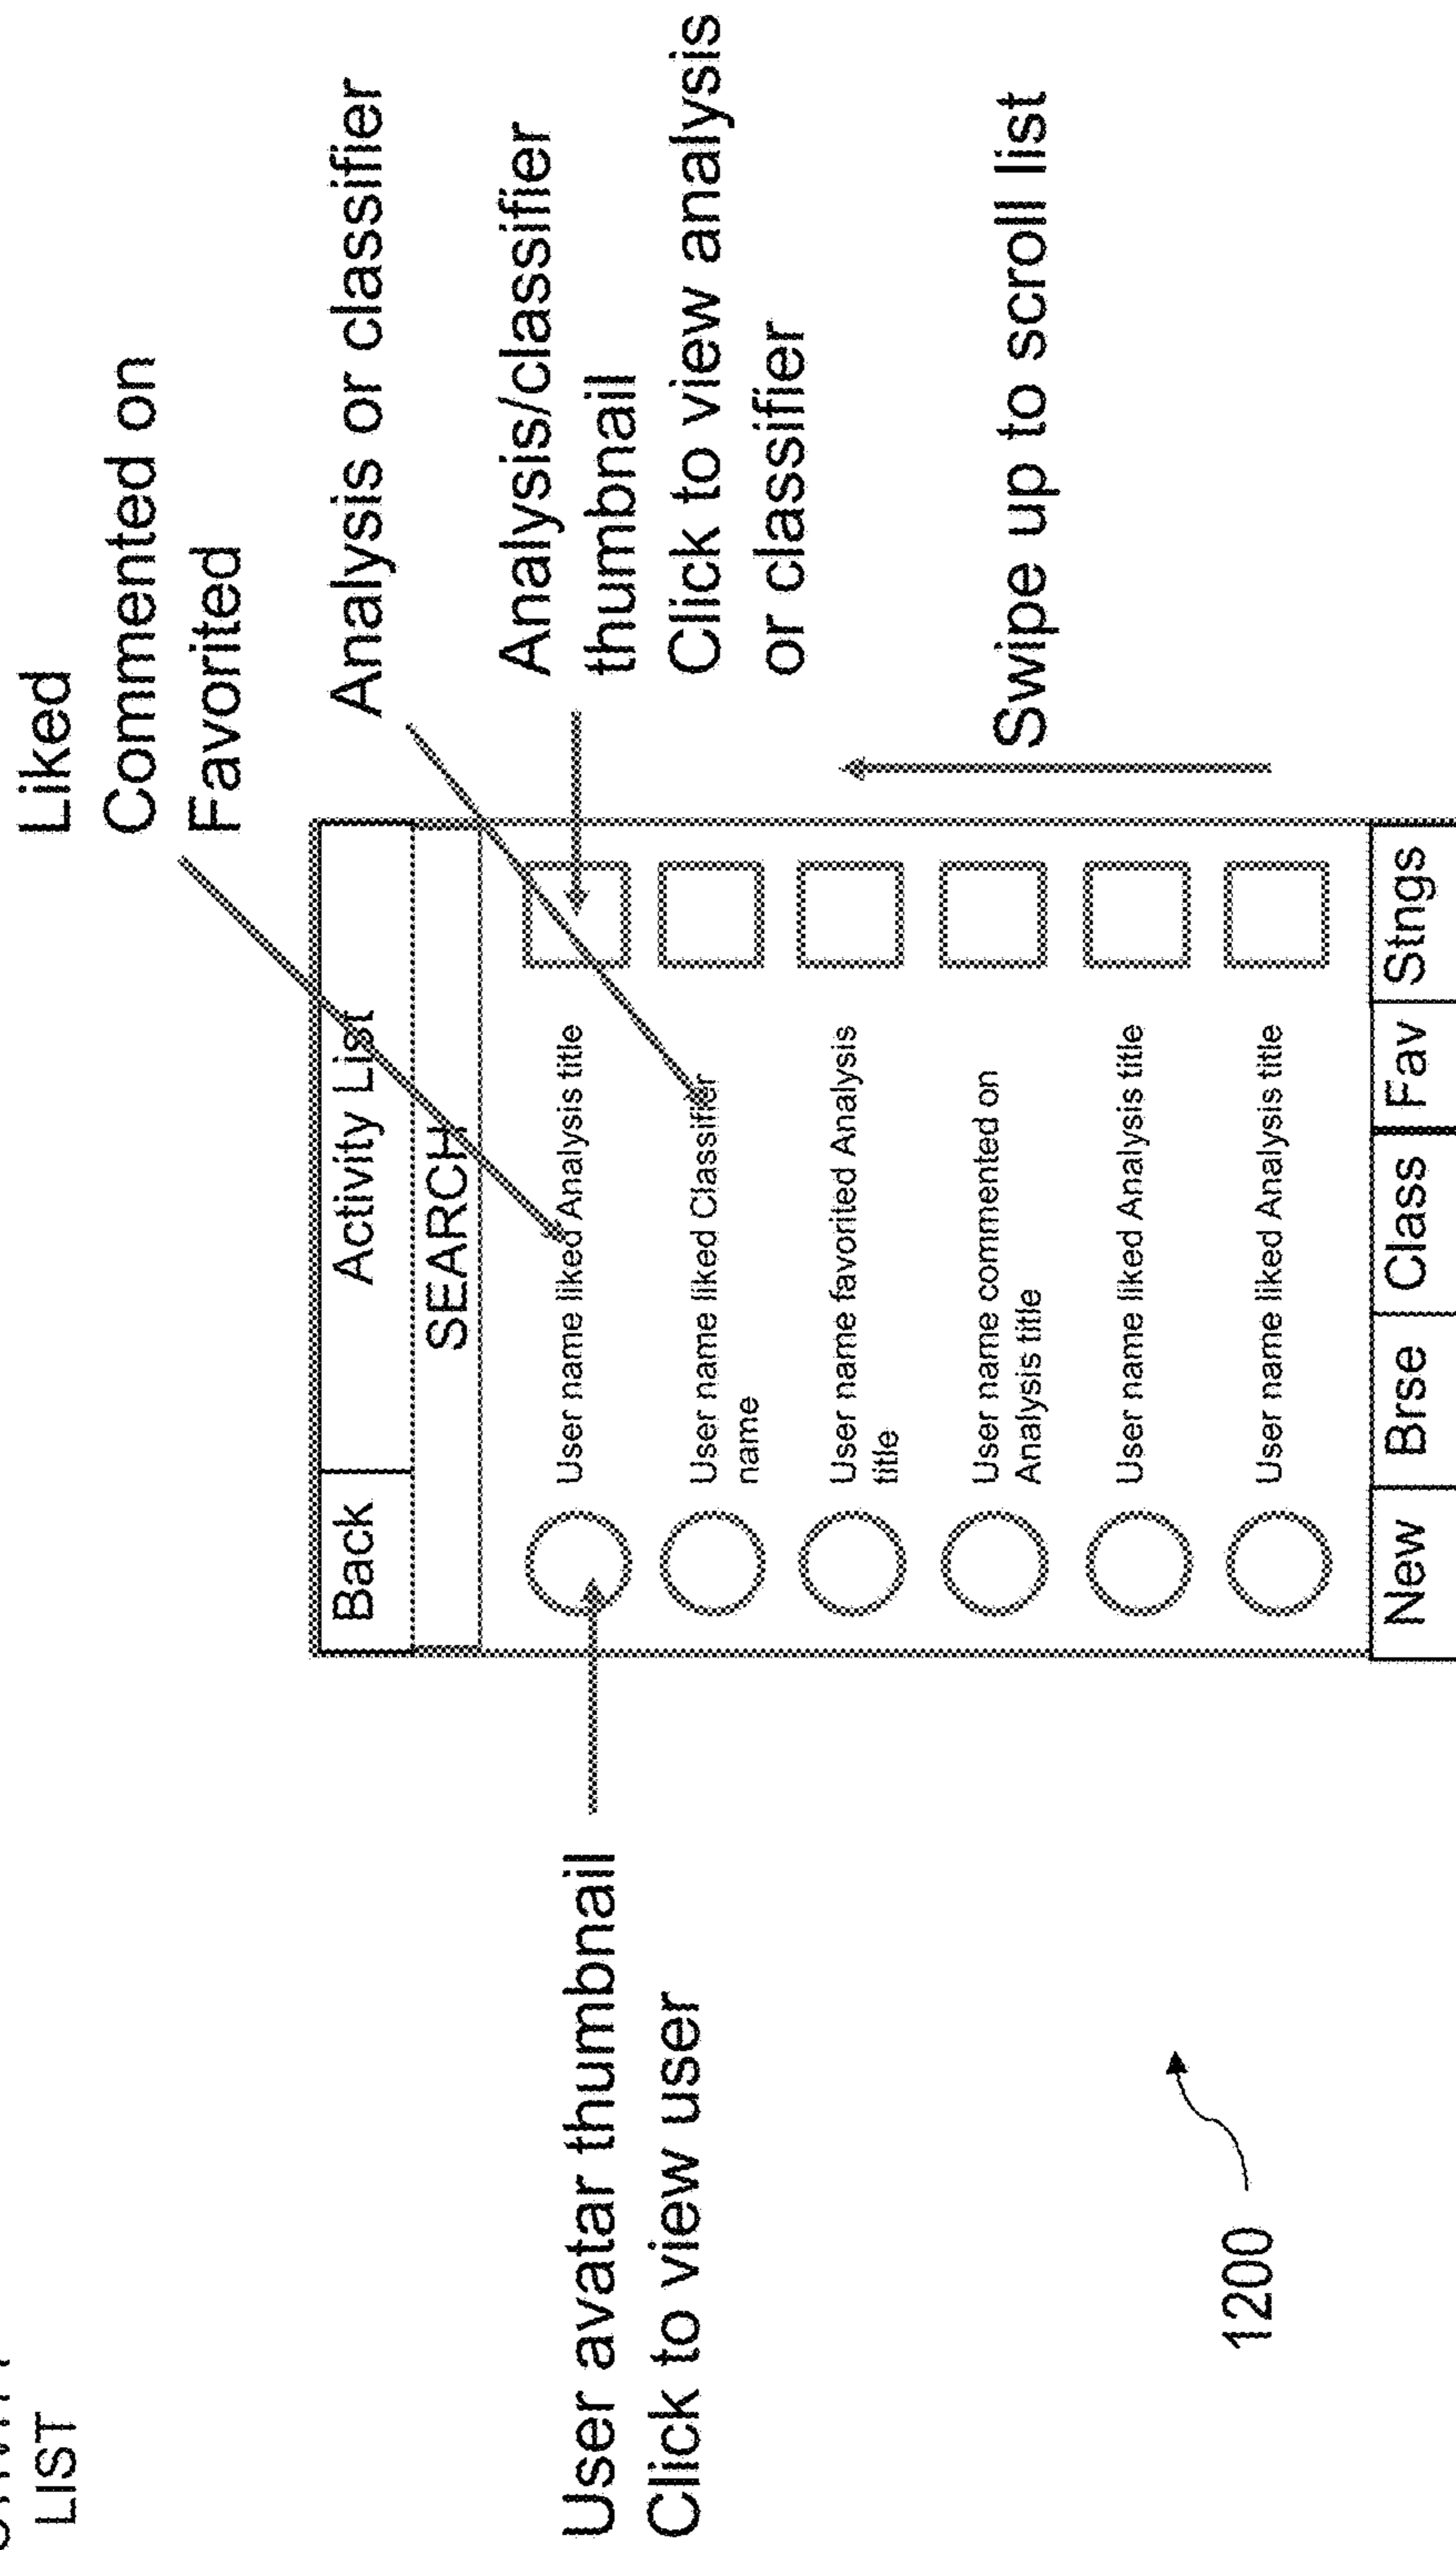 LIST
Liked
Commented on
Favorited
Analysis or classifier
Analysis/classifier
thumbnail
Click to view analysis
or classifier
Swipe up to scroll list
User avatar thumbnail
Click to view user
Back
Activity List
SEARCH
User name liked Analysis title
User name liked Classifier
name
User name favorited Analysis
title
User name commented on
Analysis title
User name liked Analysis title
User name liked Analysis title
New
Brse
Class
Fav
Stngs
1200